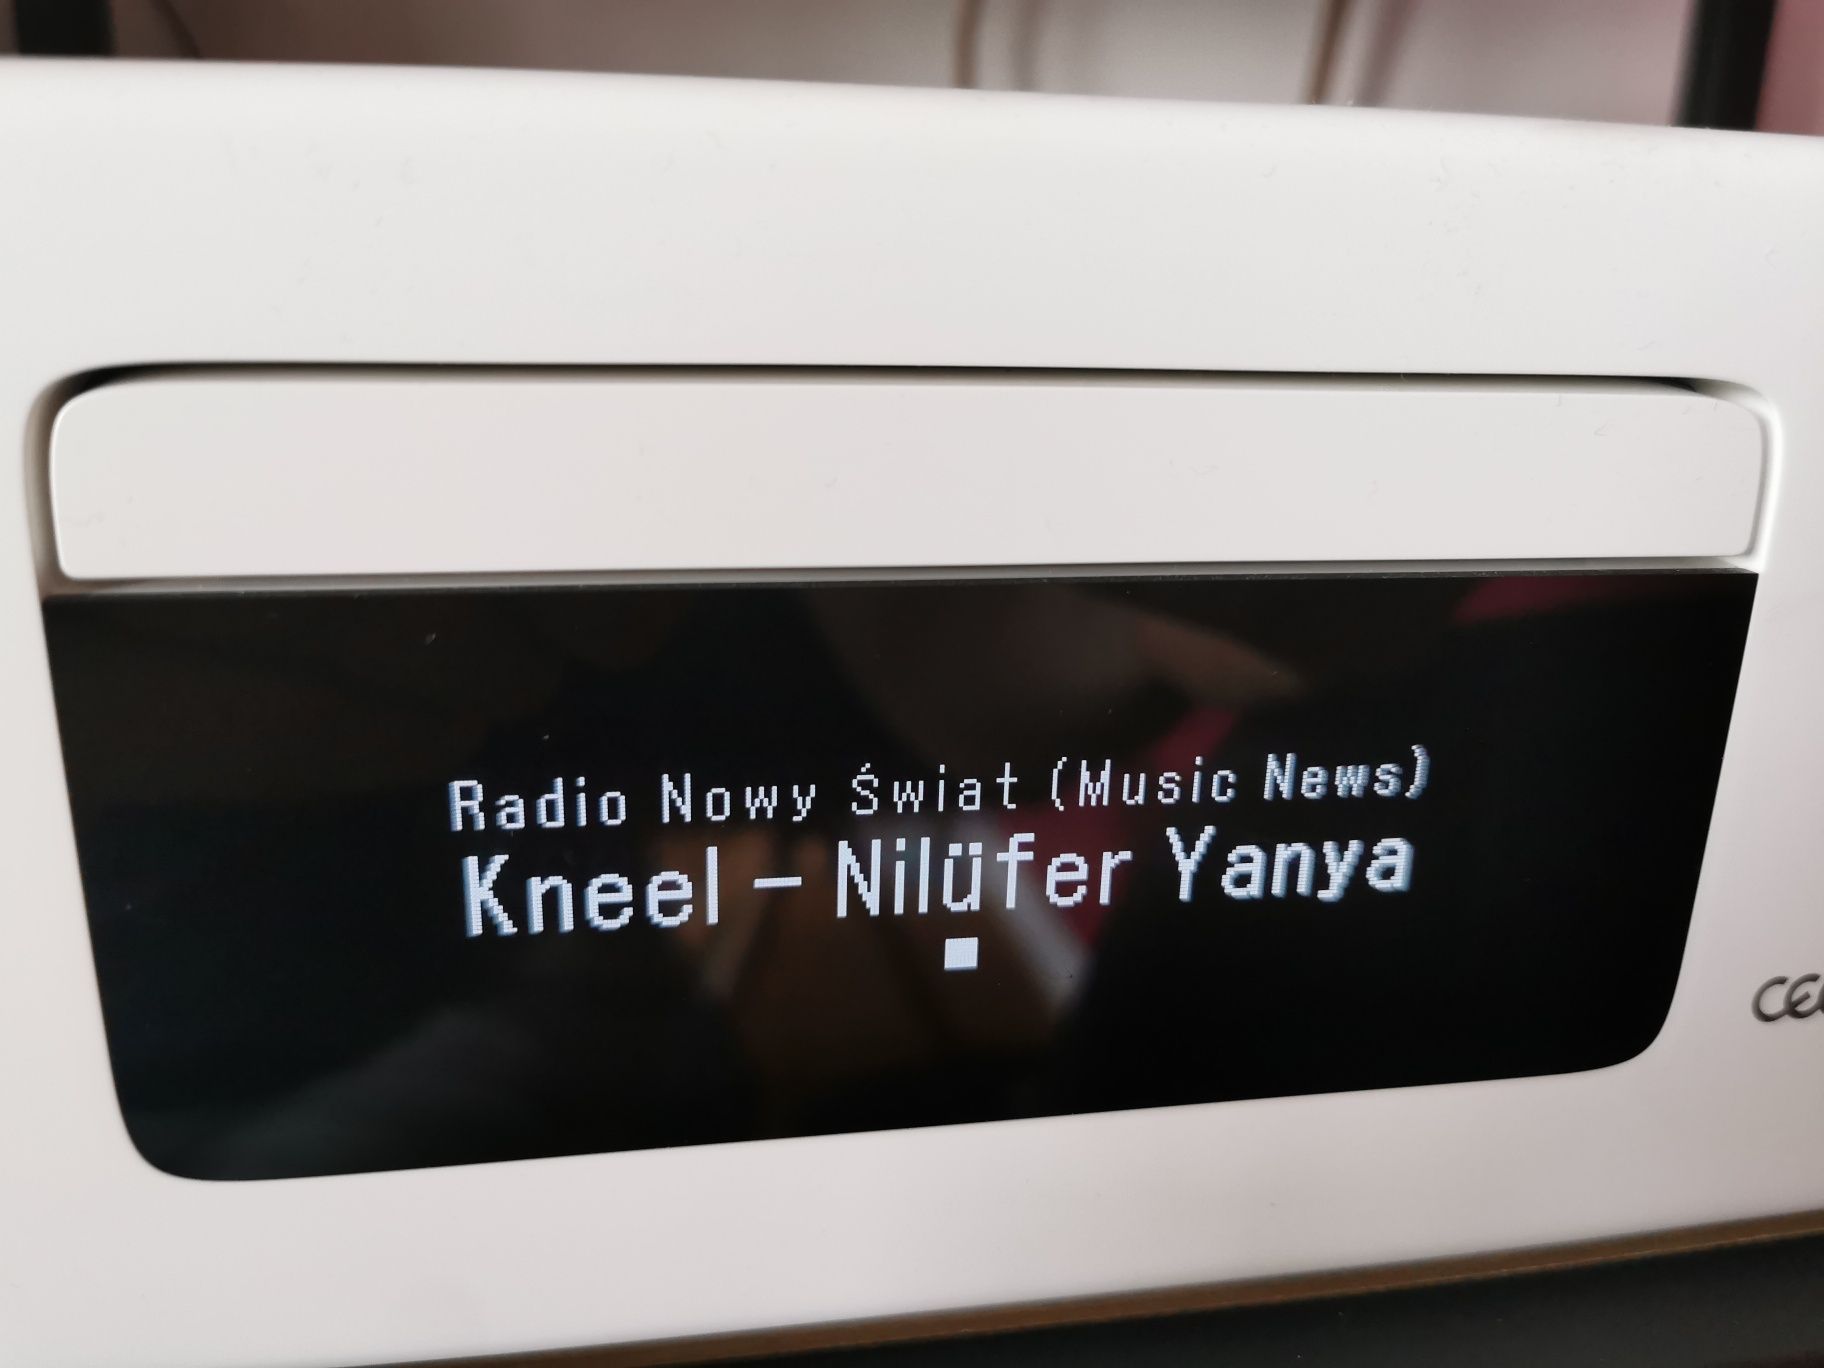 Radio Nowy Świat (Music News)
Kneel – Nilüfer Yanya